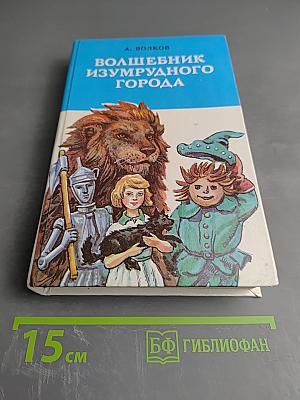 А. ВОЛКОВ
ВОЛШЕБНИК
ИЗУМРУДНОГО
ГОРОДА
15 см
БФ ГИБЛИОФАН